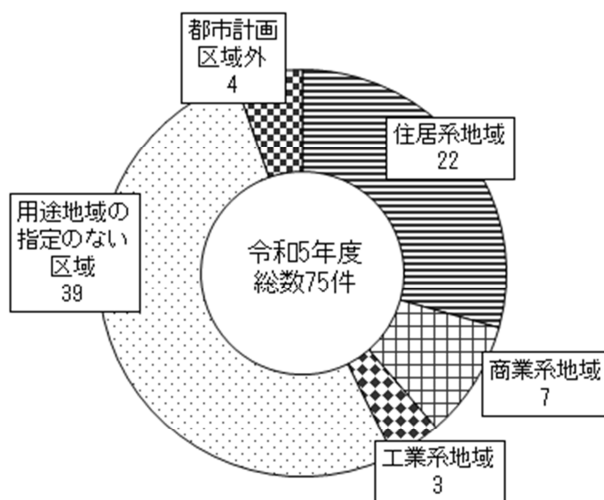 都市計画
区域外
4
住居系地域
22
用途地域の
指定のない
区域
39
令和5年度
総数75件
商業系地域
7
工業系地域
3